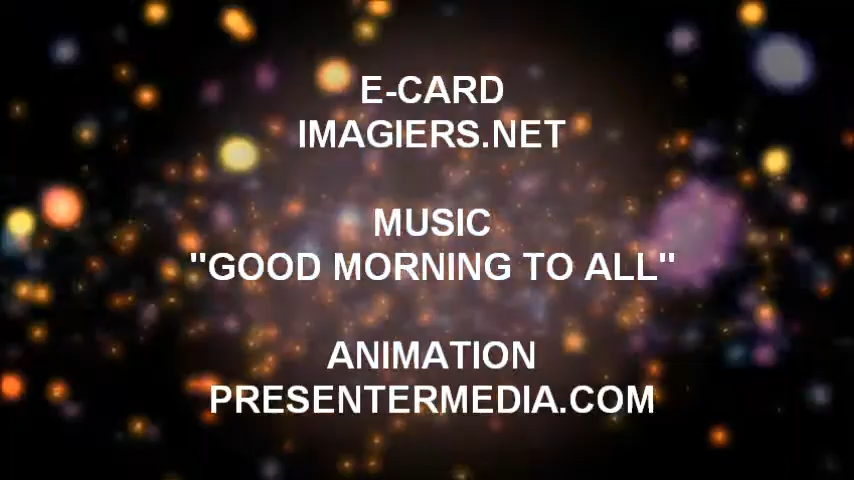 E-CARD
IMAGIERS.NET
MUSIC
"GOOD MORNING TO ALL"
ANIMATION
PRESENTERMEDIA.COM